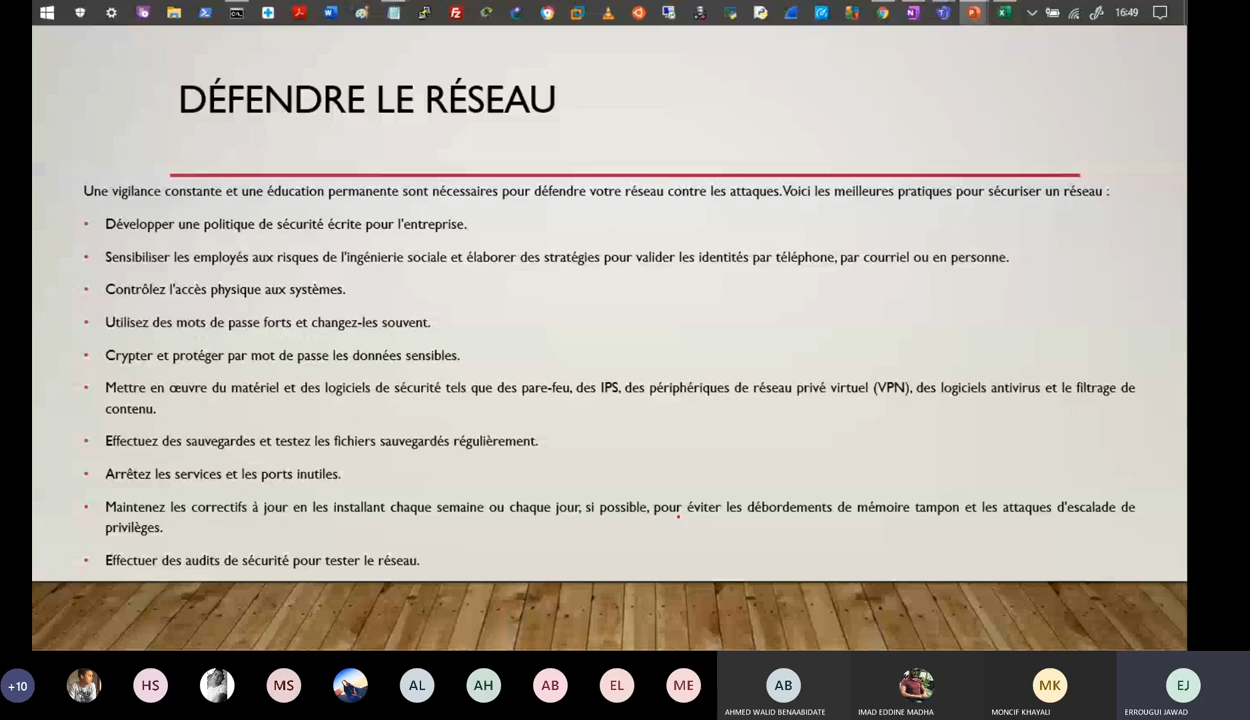 16:49
DÉFENDRE LE RÉSEAU
Une vigilance constante et une éducation permanente sont nécessaires pour défendre votre réseau contre les attaques.Voici les meilleures pratiques pour sécuriser un réseau :
• Développer une politique de sécurité écrite pour l'entreprise.
• Sensibiliser les employés aux risques de l'ingénierie sociale et élaborer des stratégies pour valider les identités par téléphone, par courriel ou en personne.
• Contrôlez l'accès physique aux systèmes.
• Utilisez des mots de passe forts et changez-les souvent.
• Crypter et protéger par mot de passe les données sensibles.
• Mettre en œuvre du matériel et des logiciels de sécurité tels que des pare-feu, des IPS, des périphériques de réseau privé virtuel (VPN), des logiciels antivirus et le filtrage de
contenu.
• Effectuez des sauvegardes et testez les fichiers sauvegardés régulièrement.
• Arrêtez les services et les ports inutiles.
• Maintenez les correctifs à jour en les installant chaque semaine ou chaque jour, si possible, pour éviter les débordements de mémoire tampon et les attaques d'escalade de
privilèges.
• Effectuer des audits de sécurité pour tester le réseau.
+10 HS MS AL AH AB EL ME AB MK EJ
AHMED WALID BENAABIDATE IMAD EDDINE MADHA MONCIF KHAYALI ERROUGUI JAWAD